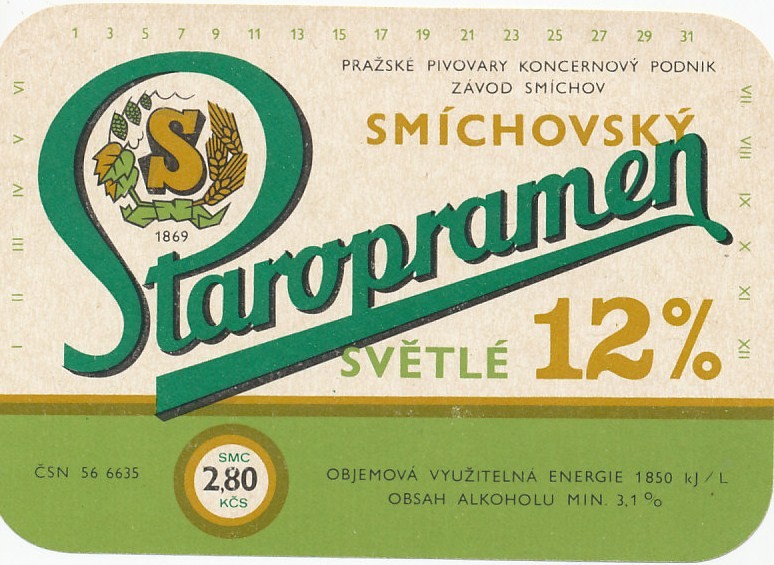 1 3 5 7 9 11 13 15 17 19 21 23 25 27 29 31
PRAŽSKÉ PIVOVARY KONCERNOVÝ PODNIK
ZÁVOD SMÍCHOV
SMÍCHOVSKÝ
S
1869
Staropramen
SVĚTLÉ 12%
VI
V
IV
III
II
I
VII
VIII
IX
X
XI
XII
ČSN 56 6635
SMC
2,80
KČS
OBJEMOVÁ VYUŽITELNÁ ENERGIE 1850 kJ/L
OBSAH ALKOHOLU MIN. 3,1 %